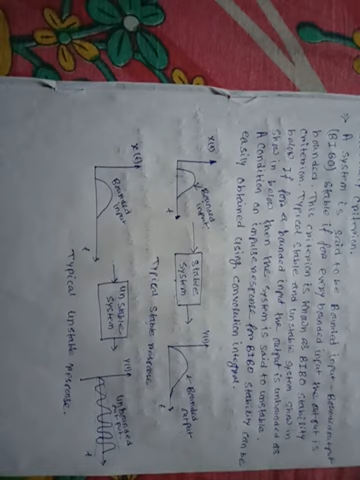 Criterion.
→ A system is said to be Bounded input - Bounded output
(BIBO) stable if for every bounded input the output is
bounded. This criterion is known as BIBO stability
criterion. Typical stable and unstable system show in
below if for a bounded input the output is unbounded as
show in below then the system is said to unstable.
A condition on impulse response for BIBO stability can be
easily obtained using convolution integral.
x(t)
Bounded
input
t
stable
system
y(t)
Bounded
output
t
Typical stable response
x(t)
Bounded
input
t
unstable
system
y(t)
Unbounded
output
t
Typical unstable response.